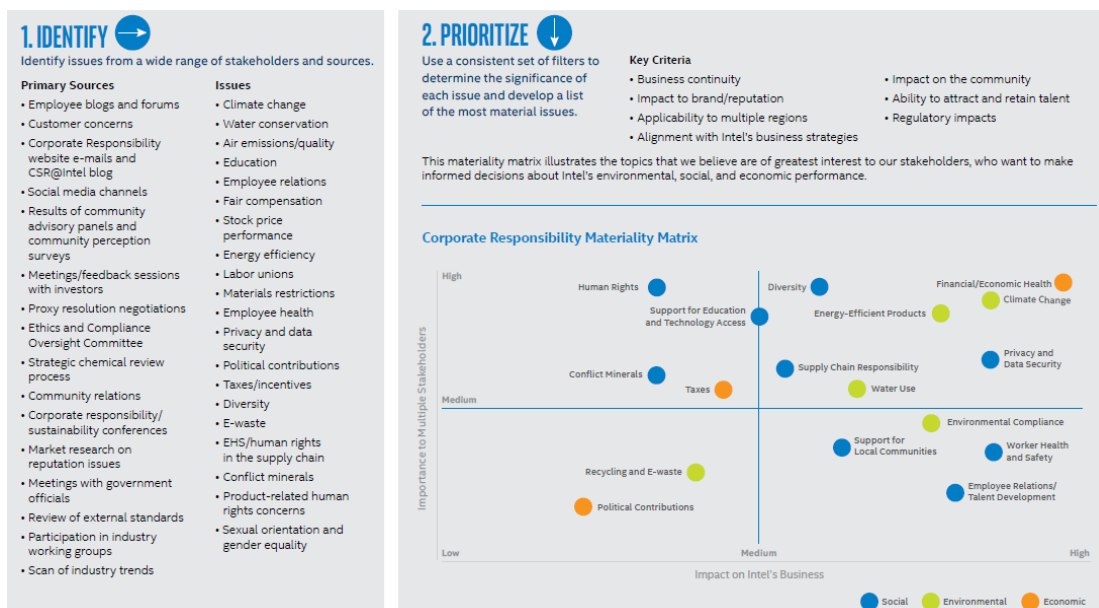 1. IDENTIFY
Identify issues from a wide range of stakeholders and sources.
Primary Sources
• Employee blogs and forums
• Customer concerns
• Corporate Responsibility
website e-mails and
CSR@Intel blog
• Social media channels
• Results of community
advisory panels and
community perception
surveys
• Meetings/feedback sessions
with investors
• Proxy resolution negotiations
• Ethics and Compliance
Oversight Committee
• Strategic chemical review
process
• Community relations
• Corporate responsibility/
sustainability conferences
• Market research on
reputation issues
• Meetings with government
officials
• Review of external standards
• Participation in industry
working groups
• Scan of industry trends
Issues
• Climate change
• Water conservation
• Air emissions/quality
• Education
• Employee relations
• Fair compensation
• Stock price
performance
• Energy efficiency
• Labor unions
• Materials restrictions
• Employee health
• Privacy and data
security
• Political contributions
• Taxes/incentives
• Diversity
• E-waste
• EHS/human rights
in the supply chain
• Conflict minerals
• Product-related human
rights concerns
• Sexual orientation and
gender equality
2. PRIORITIZE
Use a consistent set of filters to
determine the significance of
each issue and develop a list
of the most material issues.
Key Criteria
• Business continuity
• Impact to brand/reputation
• Applicability to multiple regions
• Alignment with Intel's business strategies
• Impact on the community
• Ability to attract and retain talent
• Regulatory impacts
This materiality matrix illustrates the topics that we believe are of greatest interest to our stakeholders, who want to make
informed decisions about Intel's environmental, social, and economic performance.
Corporate Responsibility Materiality Matrix
Importance to Multiple Stakeholders
High
Human Rights
Diversity
Financial/Economic Health
Climate Change
Support for Education
and Technology Access
Energy-Efficient Products
Conflict Minerals
Taxes
Supply Chain Responsibility
Water Use
Privacy and
Data Security
Medium
Environmental Compliance
Support for
Local Communities
Worker Health
and Safety
Recycling and E-waste
Political Contributions
Employee Relations/
Talent Development
Low
Medium
High
Impact on Intel's Business
Social
Environmental
Economic